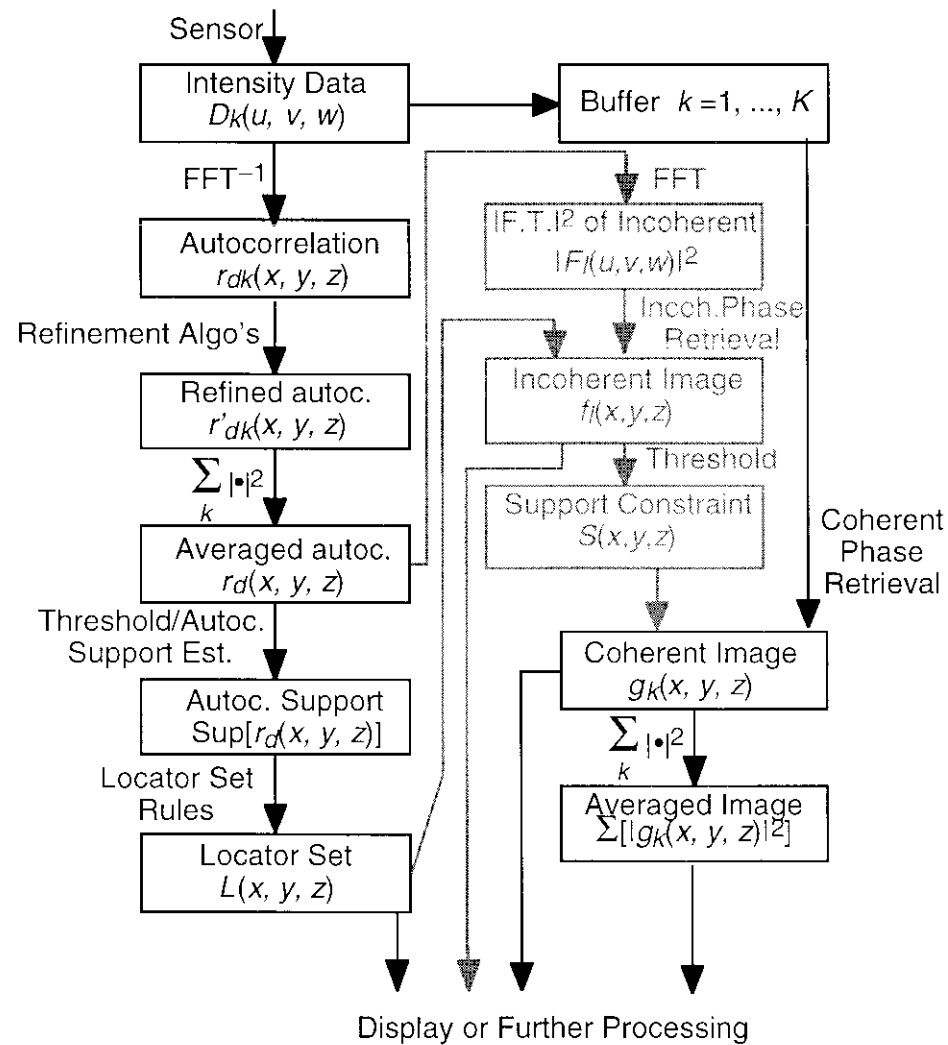 Sensor
Intensity Data
Dk(u, v, w)
Buffer k = 1, ..., K
FFT−1
FFT
Autocorrelation
rdk(x, y, z)
|F.T.|2 of Incoherent
|FI(u,v,w)|2
Refinement Algo's
Incoh.Phase
Retrieval
Refined autoc.
r'dk(x, y, z)
Incoherent Image
fI(x,y,z)
∑ |•|2
k
Threshold
Support Constraint
S(x,y,z)
Averaged autoc.
rd(x, y, z)
Coherent
Phase
Retrieval
Threshold/Autoc.
Support Est.
Coherent Image
gk(x, y, z)
Autoc. Support
Sup[rd(x, y, z)]
∑ |•|2
k
Locator Set
Rules
Averaged Image
Σ[|gk(x, y, z)|2]
Locator Set
L(x, y, z)
Display or Further Processing